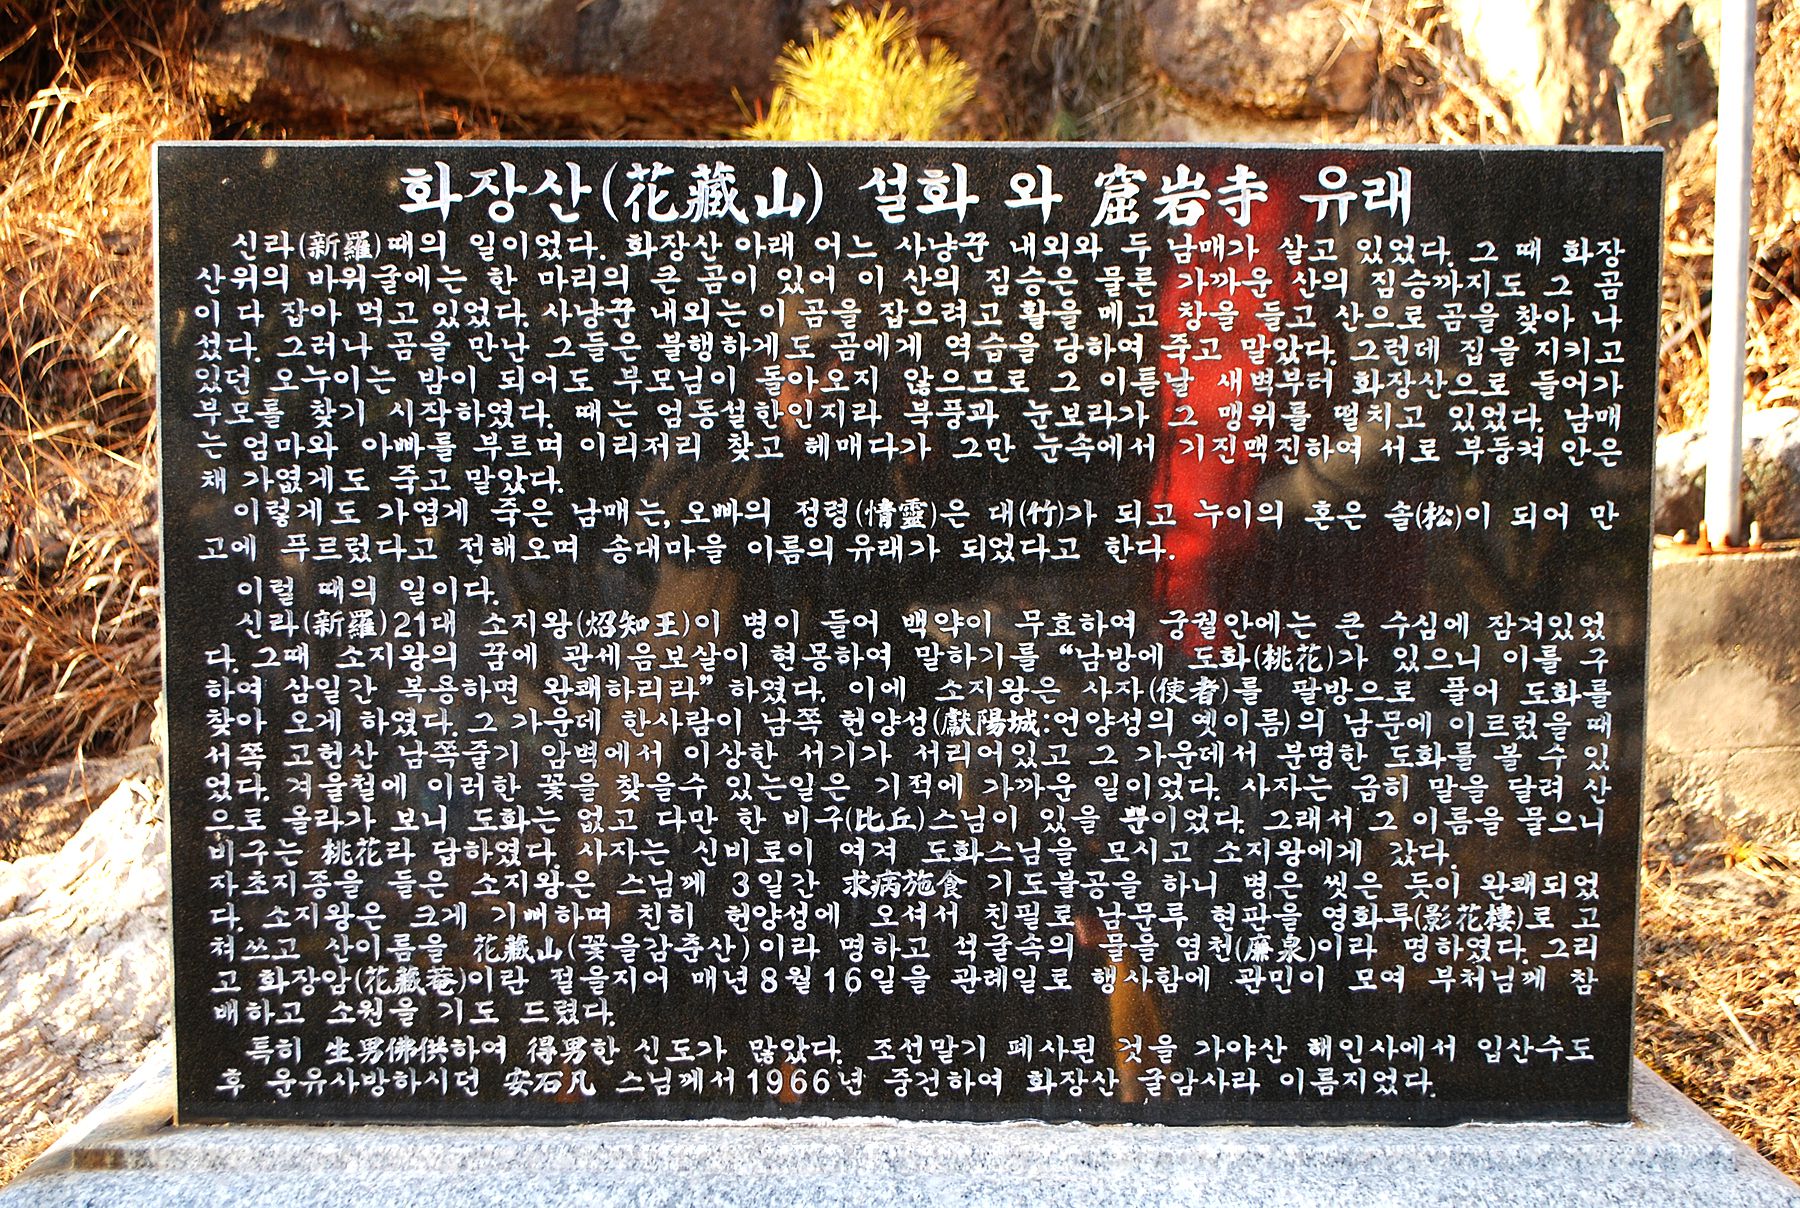 화장산(花藏山) 설화 와 窟岩寺 유래
신라(新羅)때의 일이었다. 화장산 아래 어느 사냥꾼 내외와 두 남매가 살고 있었다. 그 때 화장
산위의 바위굴에는 한 마리의 큰 곰이 있어 이 산의 짐승은 물른 가까운 산의 짐승까지도 그 곰
이 다 잡아 먹고 있었다. 사냥꾼 내외는 이 곰을 잡으려고 활을 메고 창을 들고 산으로 곰을 찾아 나
섰다. 그러나 곰을 만난 그들은 불행하게도 곰에게 역습을 당하여 죽고 말았다. 그런데 집을 지키고
있던 오누이는 밤이 되어도 부모님이 돌아오지 않으므로 그 이튿날 새벽부터 화장산으로 들어가
부모를 찾기 시작하였다. 때는 엄동설한인지라 북풍과 눈보라가 그 맹위를 떨치고 있었다. 남매
는 엄마와 아빠를 부르며 이리저리 찾고 헤매다가 그만 눈속에서 기진맥진하여 서로 부둥켜 안은
채 가엾게도 죽고 말았다.
이렇게도 가엽게 죽은 남매는, 오빠의 정령(情靈)은 대(竹)가 되고 누이의 혼은 솔(松)이 되어 만
고에 푸르렀다고 전해오며 송대마을 이름의 유래가 되었다고 한다.
이럴 때의 일이다.
신라(新羅)21대 소지왕(炤知王)이 병이 들어 백약이 무효하여 궁궐안에는 큰 수심에 잠겨있었
다. 그때 소지왕의 꿈에 관세음보살이 현몽하여 말하기를 “남방에 도화(桃花)가 있으니 이를 구
하여 삼일간 복용하면 완쾌하리라” 하였다. 이에 소지왕은 사자(使者)를 팔방으로 풀어 도화를
찾아 오게 하였다. 그 가운데 한사람이 남쪽 헌양성(獻陽城:언양성의 옛이름)의 남문에 이르렀을 때
서쪽 고헌산 남쪽줄기 암벽에서 이상한 서기가 서리어있고 그 가운데서 분명한 도화를 볼 수 있
었다. 겨울철에 이러한 꽃을 찾을수 있는일은 기적에 가까운 일이었다. 사자는 급히 말을 달려 산
으로 올라가 보니 도화는 없고 다만 한 비구(比丘)스님이 있을 뿐이었다. 그래서 그 이름을 물으니
비구는 桃花라 답하였다. 사자는 신비로이 여겨 도화스님을 모시고 소지왕에게 갔다.
자초지종을 들은 소지왕은 스님께 3일간 求病施食 기도불공을 하니 병은 씻은 듯이 완쾌되었
다. 소지왕은 크게 기뻐하며 친히 헌양성에 오셔서 친필로 남문루 현판을 영화루(影花樓)로 고
쳐쓰고 산이름을 花藏山(꽃을감춘산)이라 명하고 석굴속의 물을 염천(廉泉)이라 명하였다. 그리
고 화장암(花藏菴)이란 절을지어 매년 8월 16일을 관례일로 행사함에 관민이 모여 부처님께 참
배하고 소원을 기도 드렸다.
특히 生男佛供하여 得男한 신도가 많았다. 조선말기 폐사된 것을 가야산 해인사에서 입산수도
후 운유사방하시던 安石凡 스님께서 1966년 중건하여 화장산 굴암사라 이름지었다.